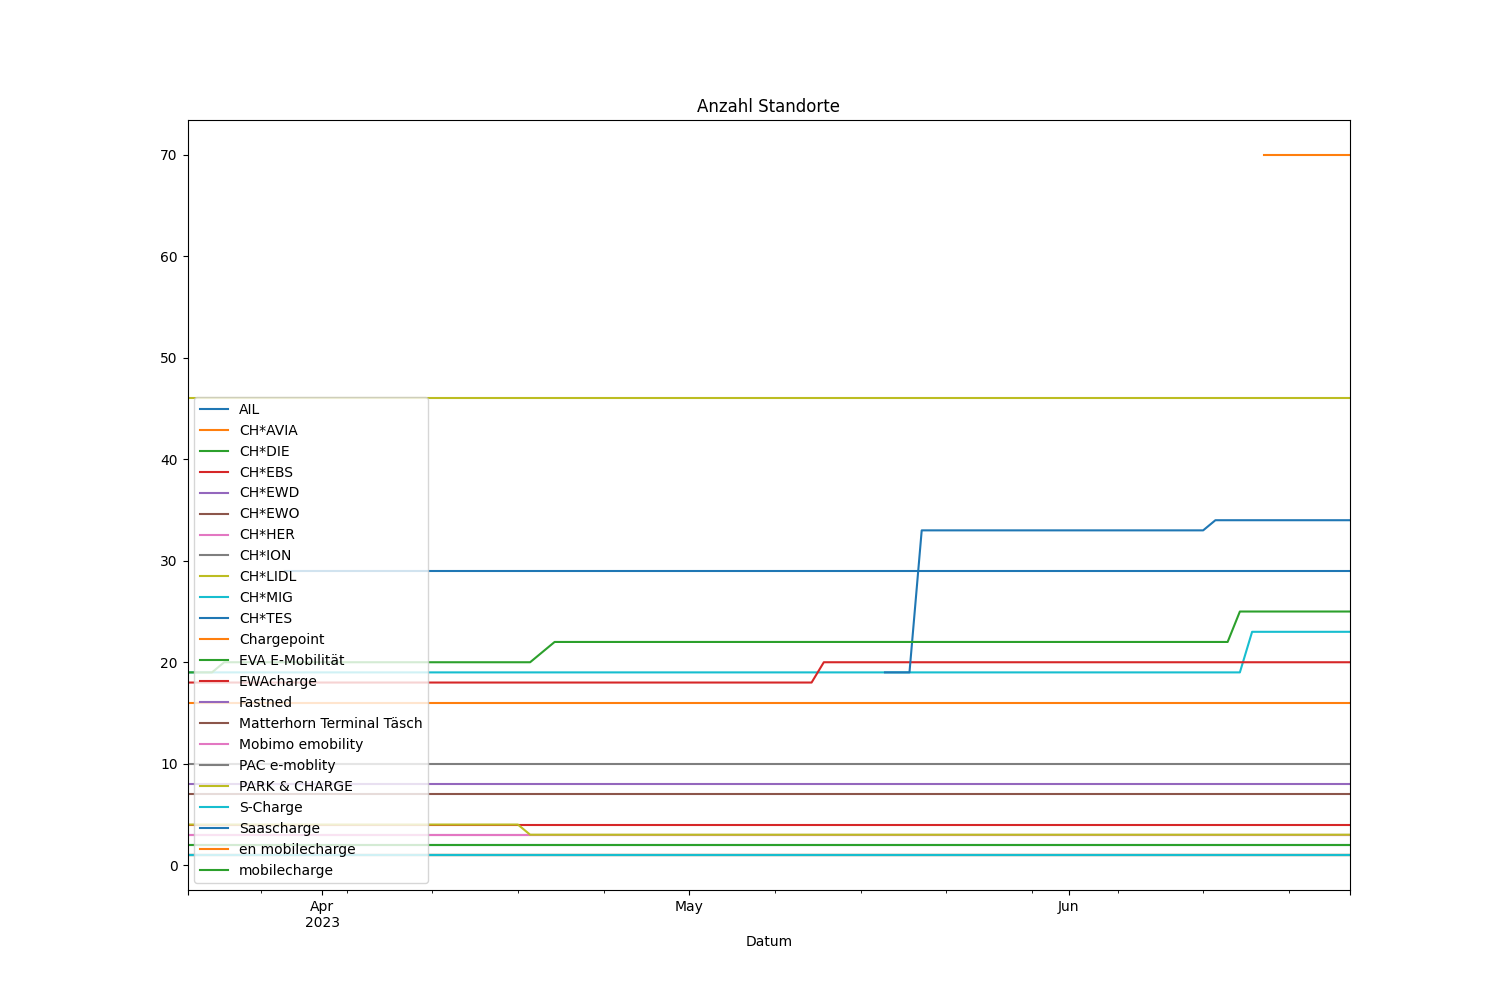 Anzahl Standorte
70
60
50
40
30
20
10
0
AIL
CH*AVIA
CH*DIE
CH*EBS
CH*EWD
CH*EWO
CH*HER
CH*ION
CH*LIDL
CH*MIG
CH*TES
Chargepoint
EVA E-Mobilität
EWAcharge
Fastned
Matterhorn Terminal Täsch
Mobimo emobility
PAC e-moblity
PARK & CHARGE
S-Charge
Saascharge
en mobilecharge
mobilecharge
Apr May Jun
2023
Datum